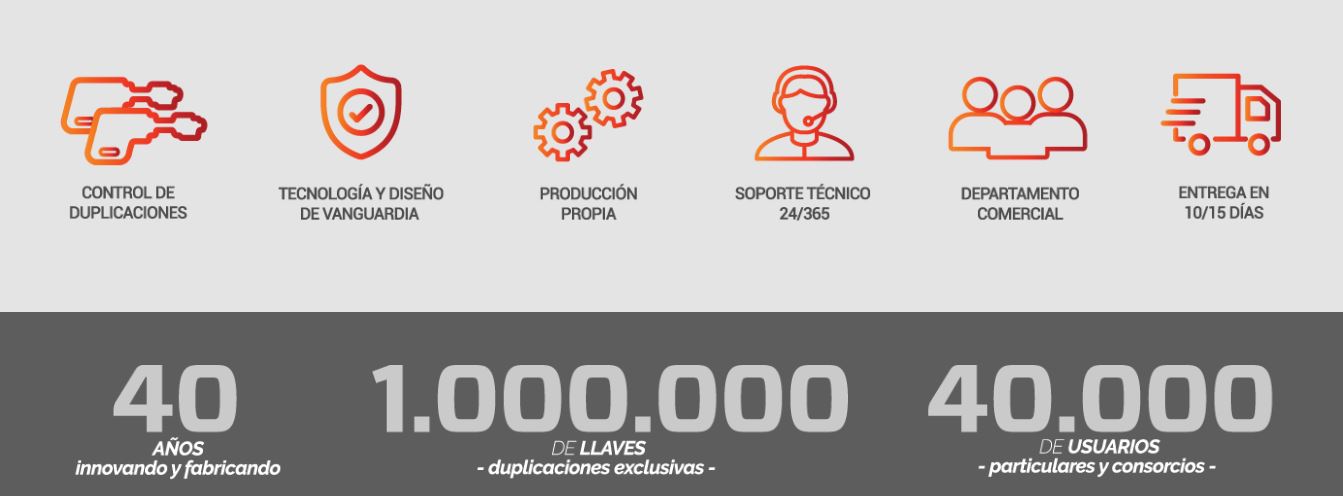 CONTROL DE
DUPLICACIONES
TECNOLOGÍA Y DISEÑO
DE VANGUARDIA
PRODUCCIÓN
PROPIA
SOPORTE TÉCNICO
24/365
DEPARTAMENTO
COMERCIAL
ENTREGA EN
10/15 DÍAS
40
AÑOS
innovando y fabricando
1.000.000
DE LLAVES
- duplicaciones exclusivas -
40.000
DE USUARIOS
- particulares y consorcios -